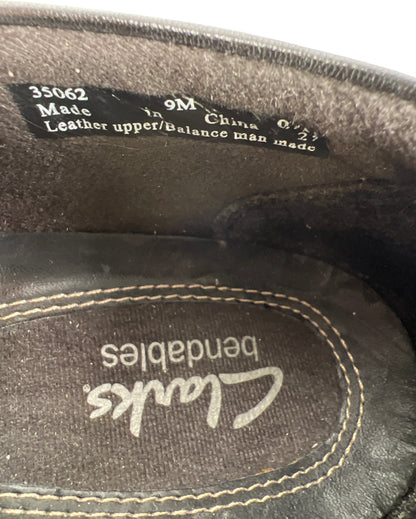 35062 9M
Made in China
Leather upper/Balance man made
Clarks
bendables